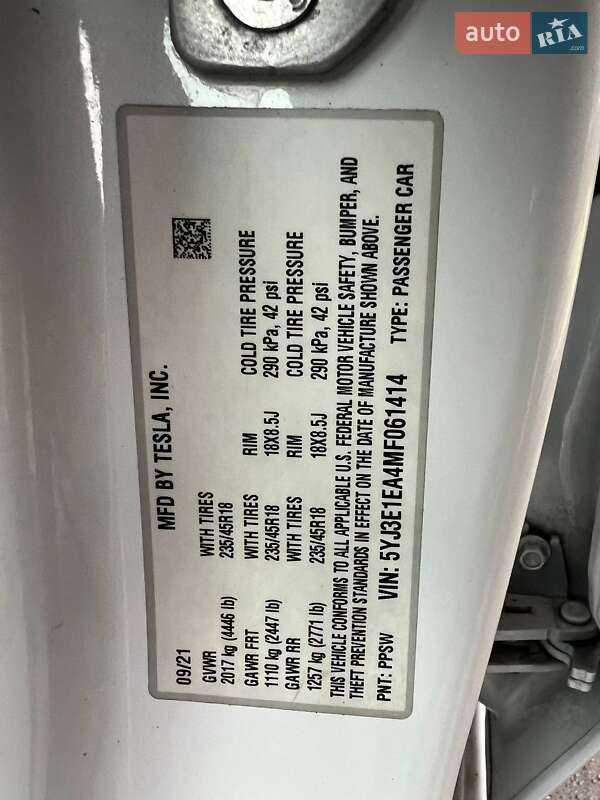 auto RIA.com
MFD BY TESLA, INC.
09/21
GVWR WITH TIRES RIM COLD TIRE PRESSURE
2017 kg (4446 lb) 235/45R18
GAWR FRT WITH TIRES RIM COLD TIRE PRESSURE
1110 kg (2447 lb) 235/45R18 18X8.5J 290 kPa, 42 psi
GAWR RR WITH TIRES RIM COLD TIRE PRESSURE
1257 kg (2771 lb) 235/45R18 18X8.5J 290 kPa, 42 psi
THIS VEHICLE CONFORMS TO ALL APPLICABLE U.S. FEDERAL MOTOR VEHICLE SAFETY, BUMPER, AND
THEFT PREVENTION STANDARDS IN EFFECT ON THE DATE OF MANUFACTURE SHOWN ABOVE.
PNT: PPSW VIN: 5YJ3E1EA4MF061414 TYPE: PASSENGER CAR